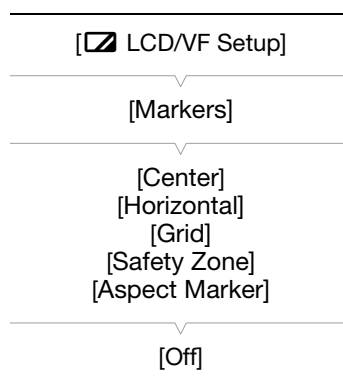 [ LCD/VF Setup]
[Markers]
[Center]
[Horizontal]
[Grid]
[Safety Zone]
[Aspect Marker]
[Off]